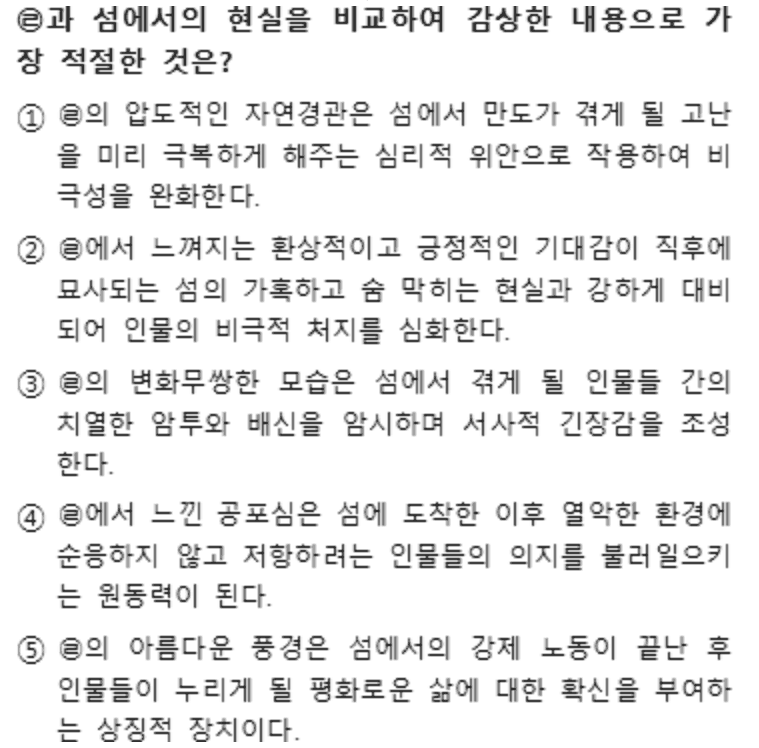 ㉣과 섬에서의 현실을 비교하여 감상한 내용으로 가
장 적절한 것은?
① ㉣의 압도적인 자연경관은 섬에서 만도가 겪게 될 고난
을 미리 극복하게 해주는 심리적 위안으로 작용하여 비
극성을 완화한다.
② ㉣에서 느껴지는 환상적이고 긍정적인 기대감이 직후에
묘사되는 섬의 가혹하고 숨 막히는 현실과 강하게 대비
되어 인물의 비극적 처지를 심화한다.
③ ㉣의 변화무쌍한 모습은 섬에서 겪게 될 인물들 간의
치열한 암투와 배신을 암시하며 서사적 긴장감을 조성
한다.
④ ㉣에서 느낀 공포심은 섬에 도착한 이후 열악한 환경에
순응하지 않고 저항하려는 인물들의 의지를 불러일으키
는 원동력이 된다.
⑤ ㉣의 아름다운 풍경은 섬에서의 강제 노동이 끝난 후
인물들이 누리게 될 평화로운 삶에 대한 확신을 부여하
는 상징적 장치이다.